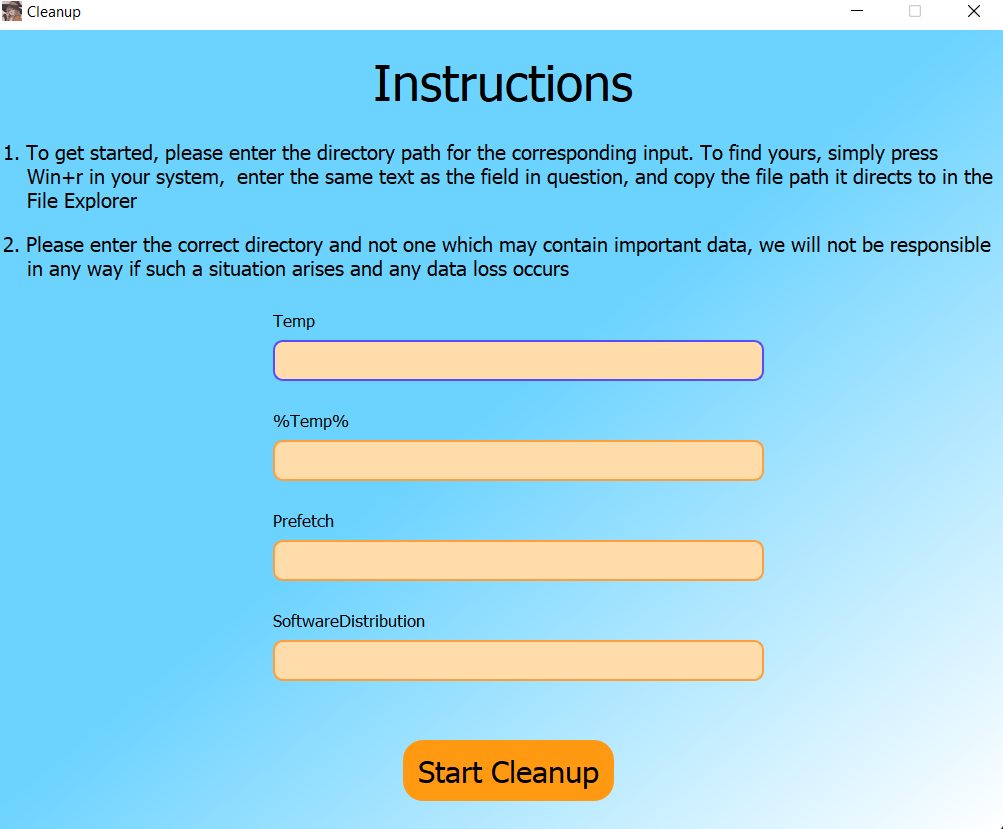 Cleanup
Instructions
1. To get started, please enter the directory path for the corresponding input. To find yours, simply press
Win+r in your system,  enter the same text as the field in question, and copy the file path it directs to in the
File Explorer
2. Please enter the correct directory and not one which may contain important data, we will not be responsible
in any way if such a situation arises and any data loss occurs
Temp
%Temp%
Prefetch
SoftwareDistribution
Start Cleanup